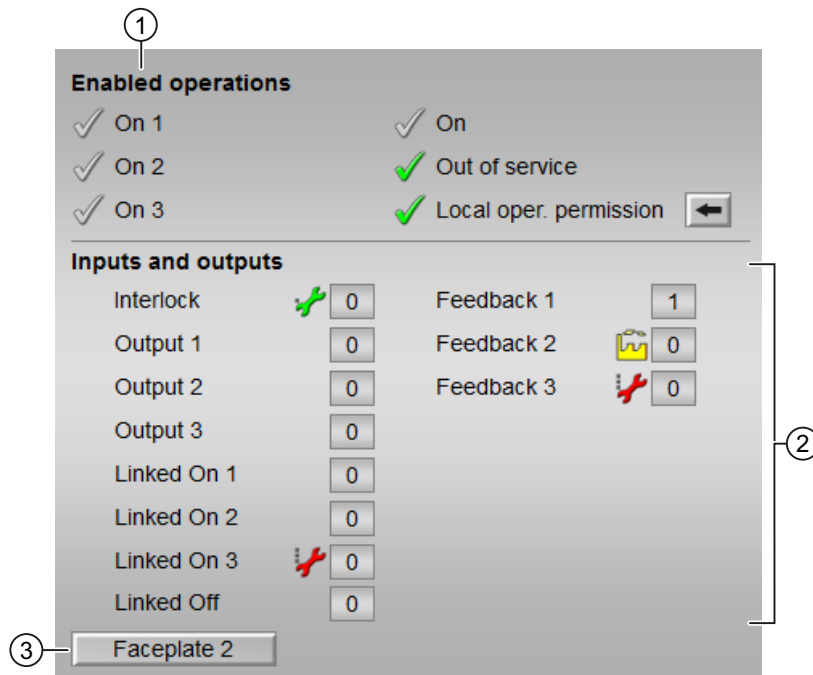 1
Enabled operations
On 1 On
On 2 Out of service
On 3 Local oper. permission
Inputs and outputs
Interlock 0 Feedback 1 1
Output 1 0 Feedback 2 0
Output 2 0 Feedback 3 0
Output 3 0
2
Linked On 1 0
Linked On 2 0
Linked On 3 0
Linked Off 0
3 Faceplate 2